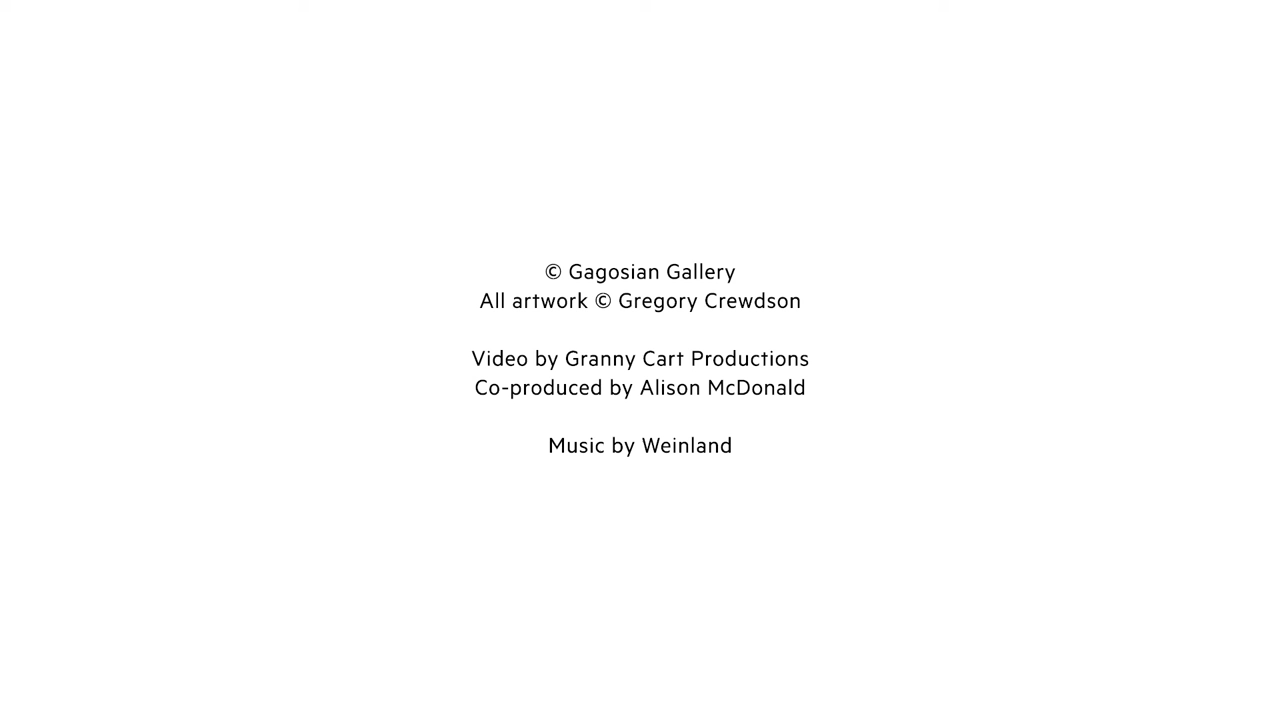 © Gagosian Gallery
All artwork © Gregory Crewdson
Video by Granny Cart Productions
Co-produced by Alison McDonald
Music by Weinland